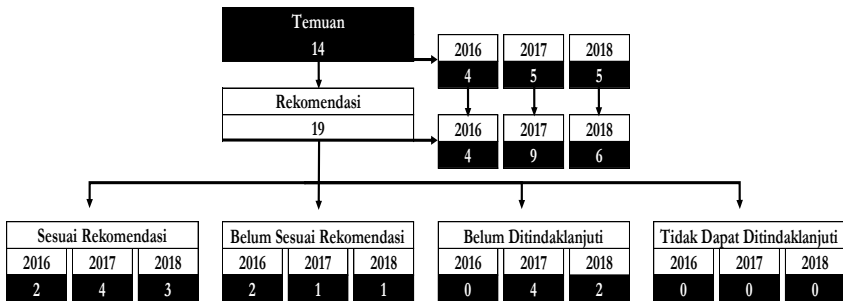 Temuan
14
2016 2017 2018
4 5 5
Rekomendasi
19
2016 2017 2018
4 9 6
Sesuai Rekomendasi
2016 2017 2018
2 4 3
Belum Sesuai Rekomendasi
2016 2017 2018
2 1 1
Belum Ditindaklanjuti
2016 2017 2018
0 4 2
Tidak Dapat Ditindaklanjuti
2016 2017 2018
0 0 0